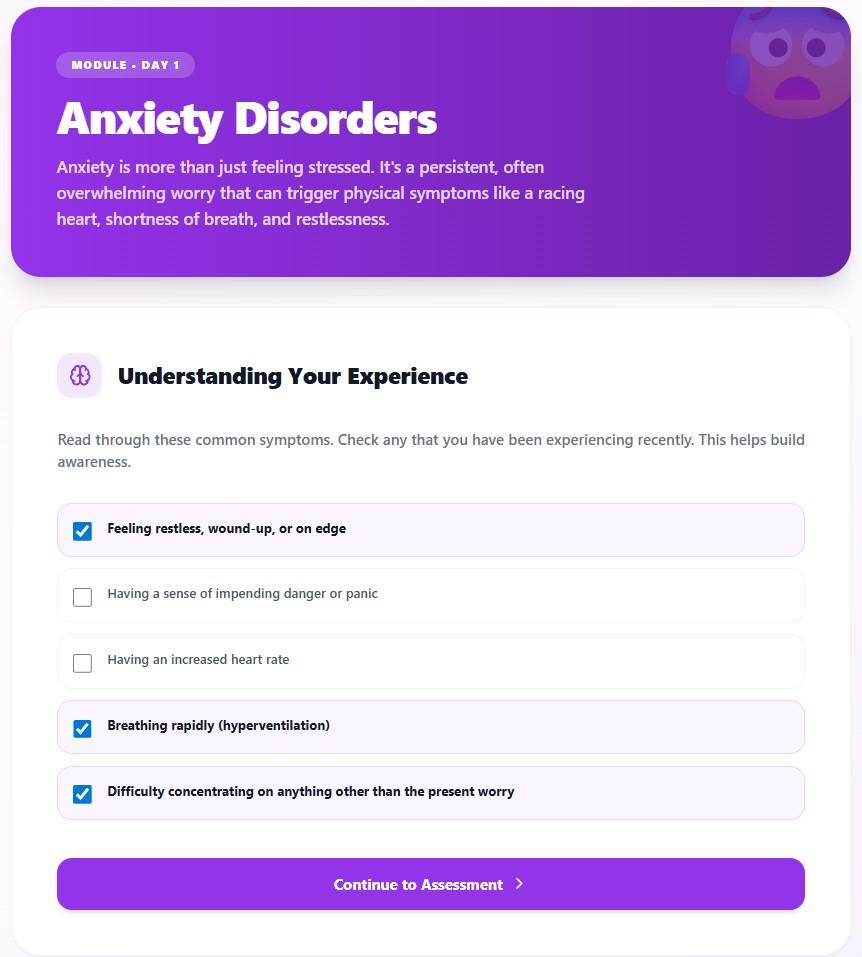 MODULE • DAY 1
Anxiety Disorders
Anxiety is more than just feeling stressed. It's a persistent, often
overwhelming worry that can trigger physical symptoms like a racing
heart, shortness of breath, and restlessness.
Understanding Your Experience
Read through these common symptoms. Check any that you have been experiencing recently. This helps build
awareness.
Feeling restless, wound-up, or on edge
Having a sense of impending danger or panic
Having an increased heart rate
Breathing rapidly (hyperventilation)
Difficulty concentrating on anything other than the present worry
Continue to Assessment